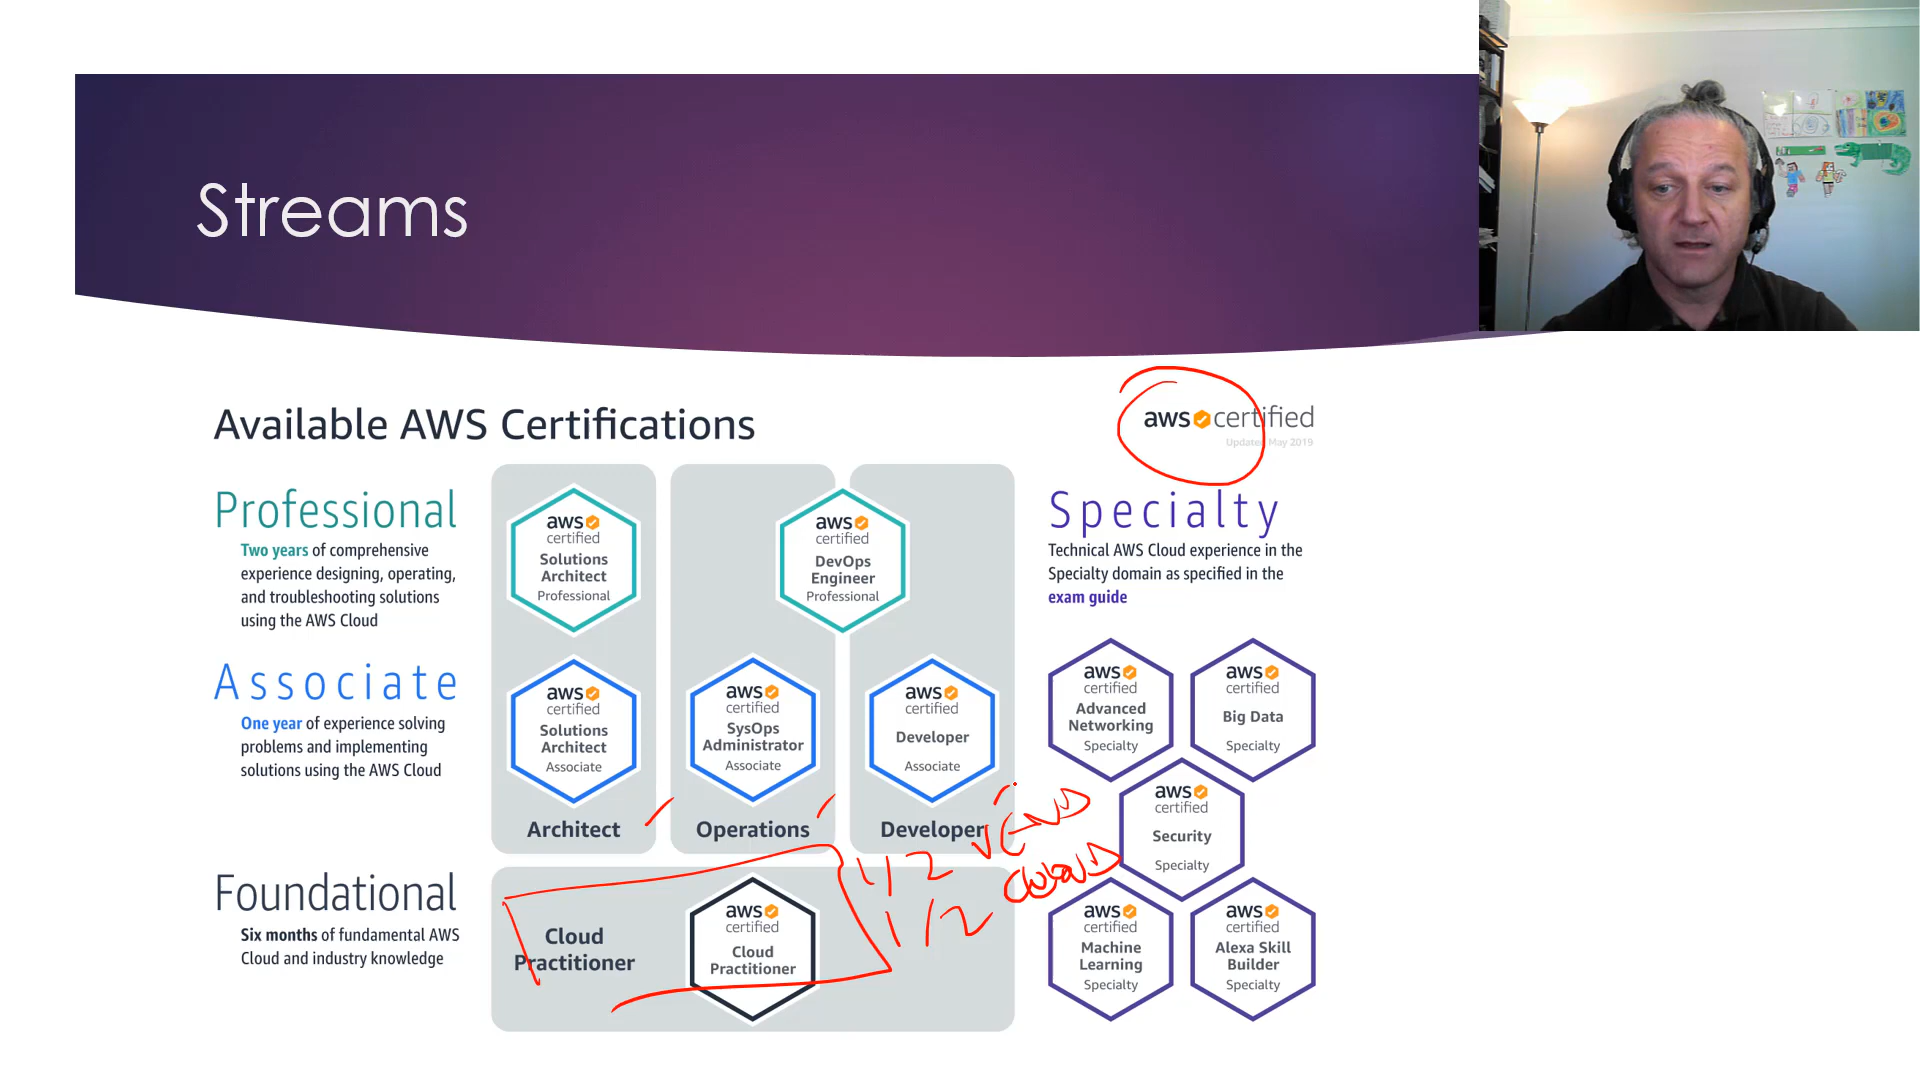 Streams
Available AWS Certifications
aws certified
Updated May 2019
Professional
Two years of comprehensive
experience designing, operating,
and troubleshooting solutions
using the AWS Cloud
aws
certified
Solutions
Architect
Professional
aws
certified
DevOps
Engineer
Professional
Specialty
Technical AWS Cloud experience in the
Specialty domain as specified in the
exam guide
Associate
One year of experience solving
problems and implementing
solutions using the AWS Cloud
aws
certified
Solutions
Architect
Associate
aws
certified
SysOps
Administrator
Associate
aws
certified
Developer
Associate
Architect
Operations
Developer
aws
certified
Advanced
Networking
Specialty
aws
certified
Big Data
Specialty
aws
certified
Security
Specialty
Foundational
Six months of fundamental AWS
Cloud and industry knowledge
Cloud
Practitioner
aws
certified
Cloud
Practitioner
1/2
1/2
aws
certified
Machine
Learning
Specialty
aws
certified
Alexa Skill
Builder
Specialty